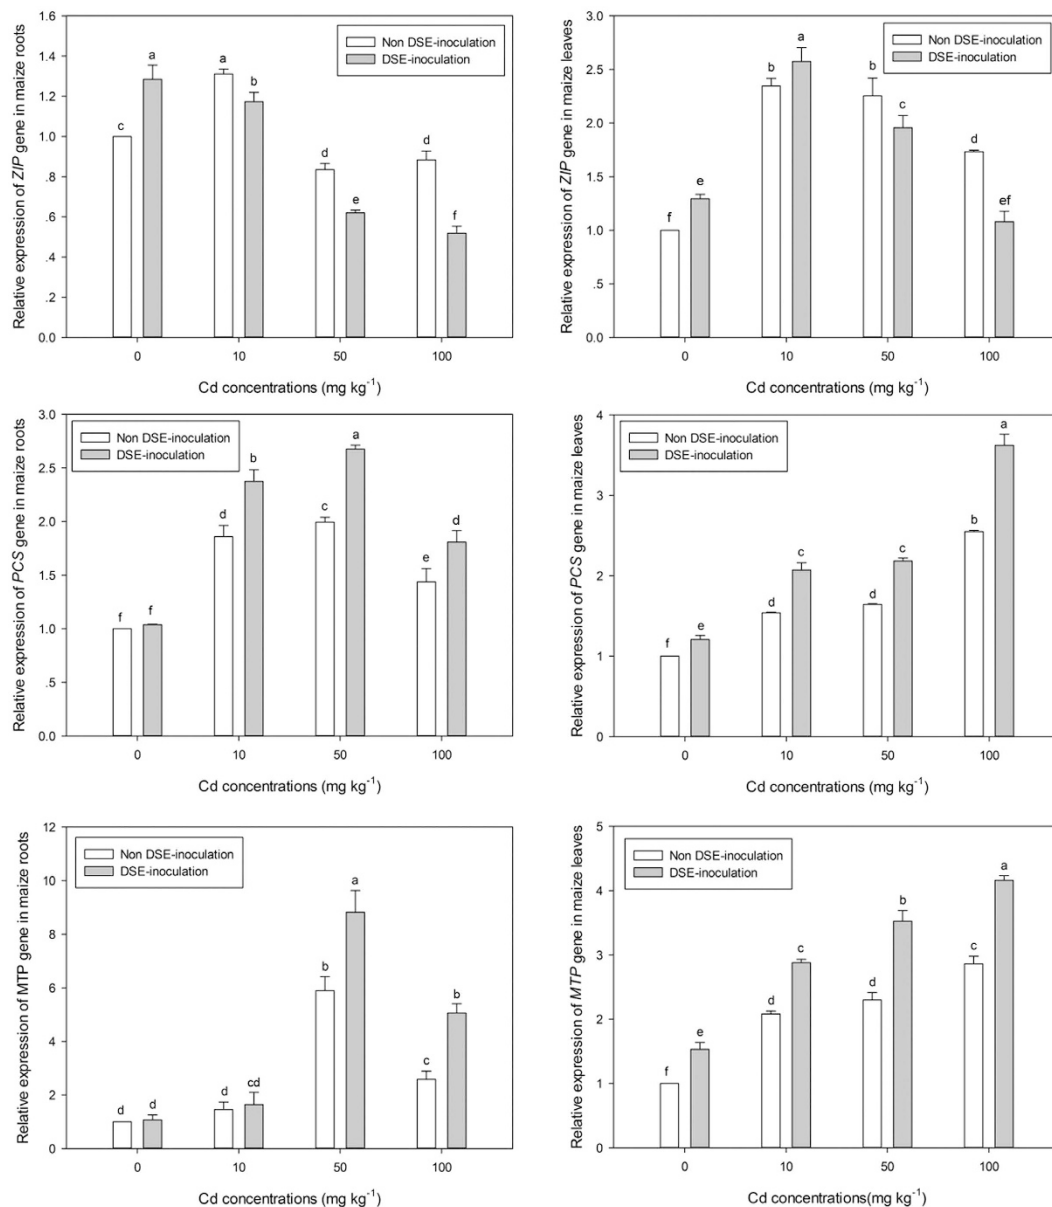 Relative expression of ZIP gene in maize roots
1.6
1.4
1.2
1.0
.8
.6
.4
.2
0.0
Non DSE-inoculation
DSE-inoculation
c
a
a
b
d
e
d
f
0
10
50
100
Cd concentrations (mg kg-1)
Relative expression of ZIP gene in maize leaves
3.0
2.5
2.0
1.5
1.0
.5
0.0
Non DSE-inoculation
DSE-inoculation
f
e
b
a
b
c
d
ef
0
10
50
100
Cd concentrations (mg kg-1)
Relative expression of PCS gene in maize roots
3.0
2.5
2.0
1.5
1.0
.5
0.0
Non DSE-inoculation
DSE-inoculation
f
f
d
b
c
a
e
d
0
10
50
100
Cd concentrations (mg kg-1)
Relative expression of PCS gene in maize leaves
4
3
2
1
0
Non DSE-inoculation
DSE-inoculation
f
e
d
c
d
c
b
a
0
10
50
100
Cd concentrations (mg kg-1)
Relative expression of MTP gene in maize roots
12
10
8
6
4
2
0
Non DSE-inoculation
DSE-inoculation
d
d
d
cd
b
a
c
b
0
10
50
100
Cd concentrations (mg kg-1)
Relative expression of MTP gene in maize leaves
5
4
3
2
1
0
Non DSE-inoculation
DSE-inoculation
f
e
d
c
d
b
c
a
0
10
50
100
Cd concentrations(mg kg-1)